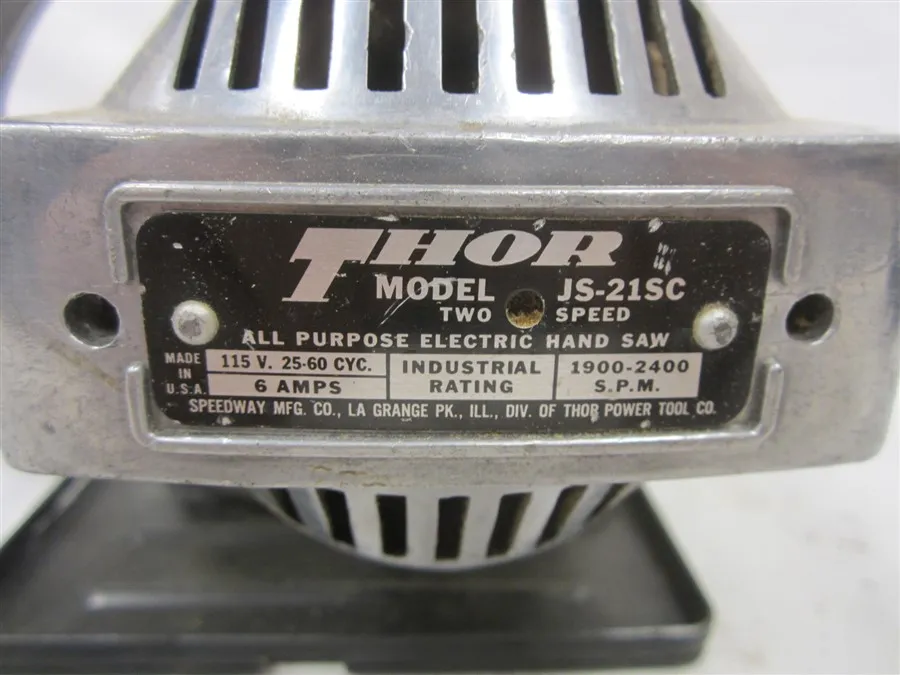 THOR
MODEL JS-21SC
TWO SPEED
ALL PURPOSE ELECTRIC HAND SAW
MADE IN U.S.A.
115 V. 25-60 CYC.
6 AMPS
INDUSTRIAL
RATING
1900-2400
S.P.M.
SPEEDWAY MFG. CO., LA GRANGE PK., ILL., DIV. OF THOR POWER TOOL CO.